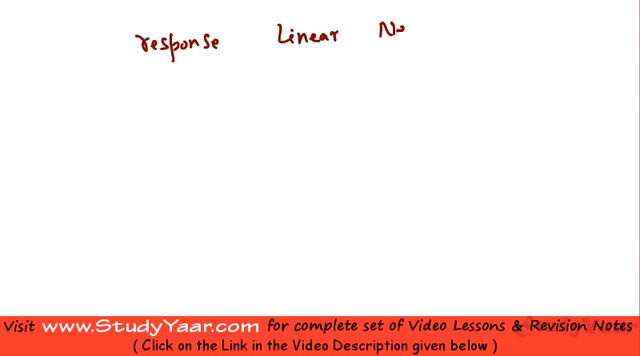 response Linear No
Visit www.StudyYaar.com for complete set of Video Lessons & Revision Notes
( Click on the Link in the Video Description given below )